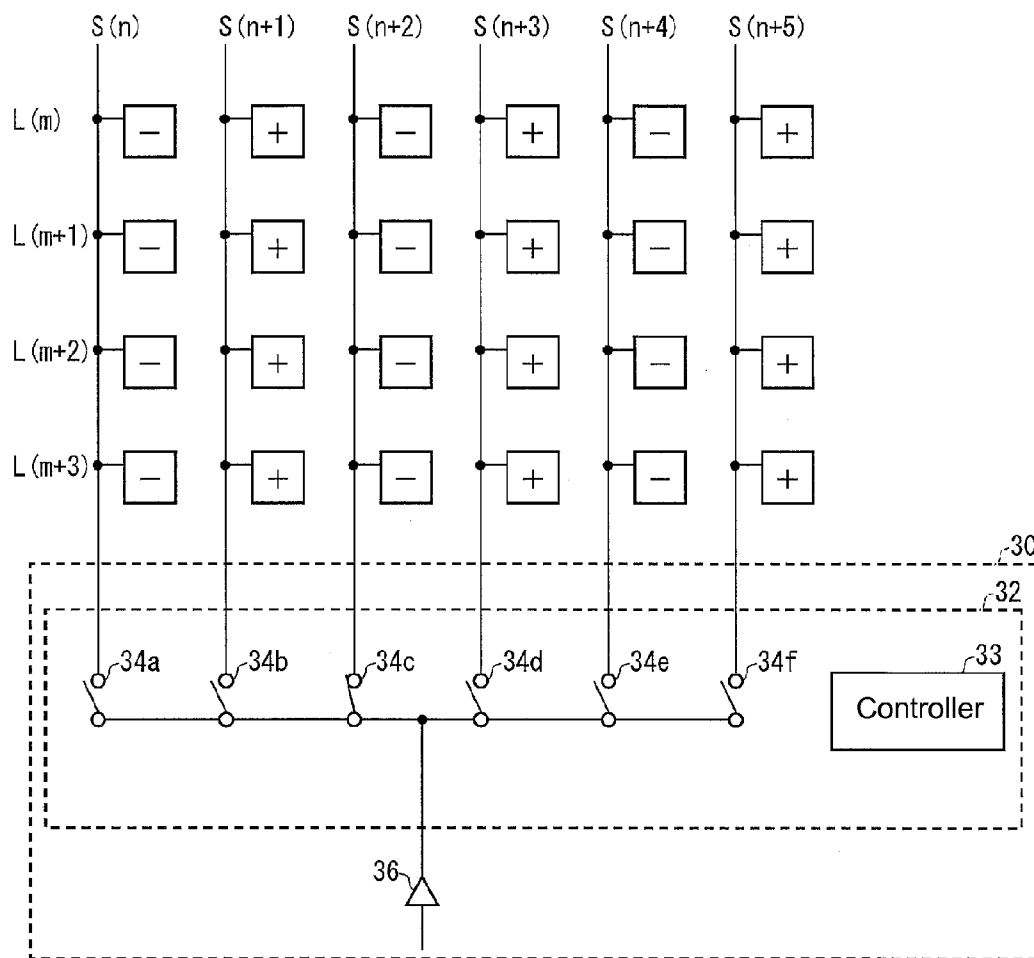 S(n) S(n+1) S(n+2) S(n+3) S(n+4) S(n+5)
L(m) − + − + − +
L(m+1) − + − + − +
L(m+2) − + − + − +
L(m+3) − + − + − +
30
32
34a 34b 34c 34d 34e 34f 33
Controller
36